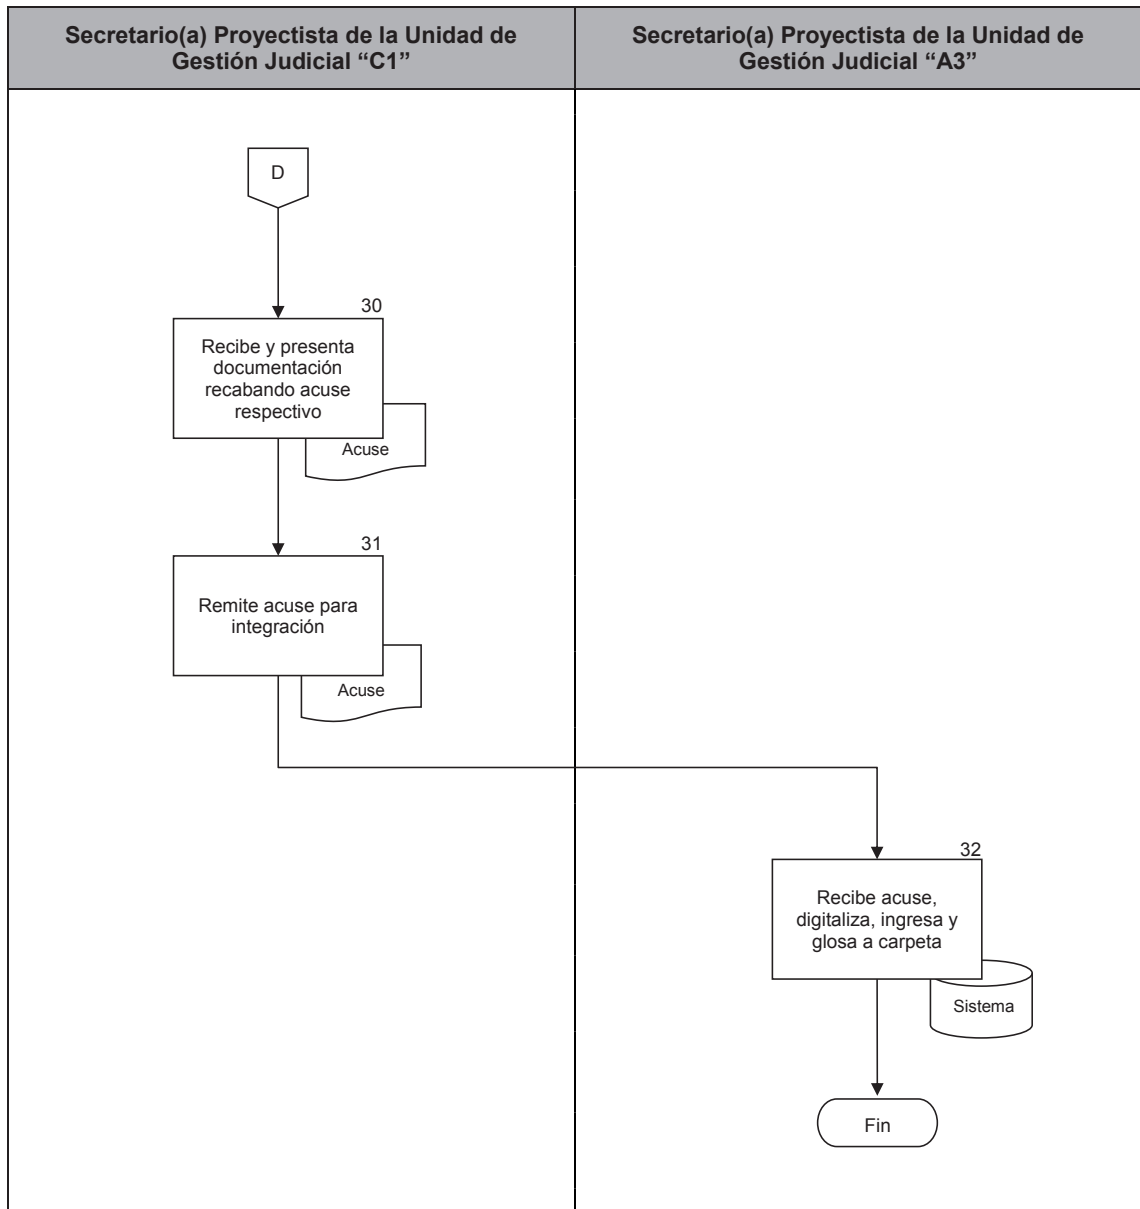 Secretario(a) Proyectista de la Unidad de
Gestión Judicial “C1”
Secretario(a) Proyectista de la Unidad de
Gestión Judicial “A3”
D
30
Recibe y presenta
documentación
recabando acuse
respectivo
Acuse
31
Remite acuse para
integración
Acuse
32
Recibe acuse,
digitaliza, ingresa y
glosa a carpeta
Sistema
Fin